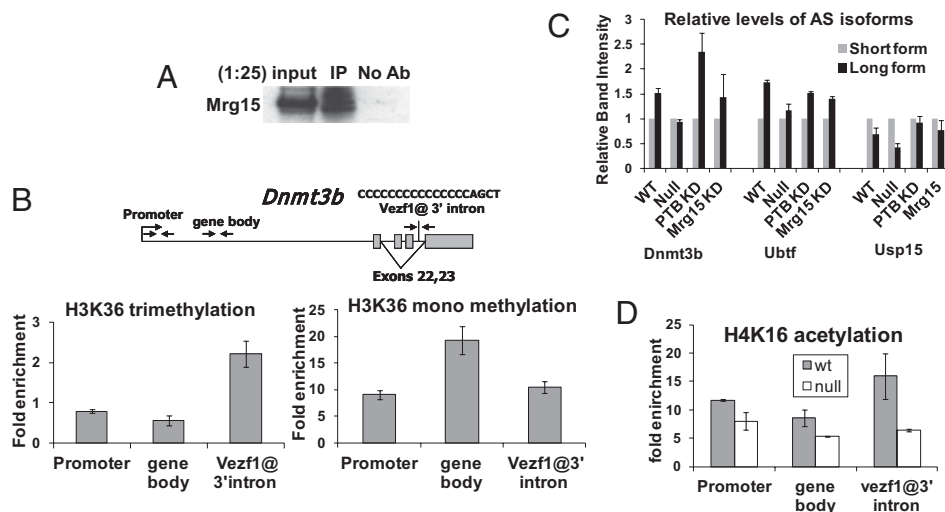 A
(1:25) input IP No Ab
Mrg15
B
Dnmt3b CCCCCCCCCCCCCCCCAGCT
Vezf1@ 3' intron
Promoter
gene body
Exons 22,23
H3K36 trimethylation
Fold enrichment
3
2
1
0
Promoter gene body Vezf1@ 3'intron
H3K36 mono methylation
Fold enrichment
25
20
15
10
5
0
Promoter gene body Vezf1@3' intron
C
Relative levels of AS isoforms
Relative Band Intensity
3
2.5
2
1.5
1
0.5
0
Short form
Long form
WT Null PTB KD Mrg15 KD
WT Null PTB KD Mrg15 KD
WT Null PTB KD Mrg15
Dnmt3b Ubtf Usp15
D
H4K16 acetylation
fold enirchment
25
20
15
10
5
0
wt
null
Promoter gene body vezf1@3' intron